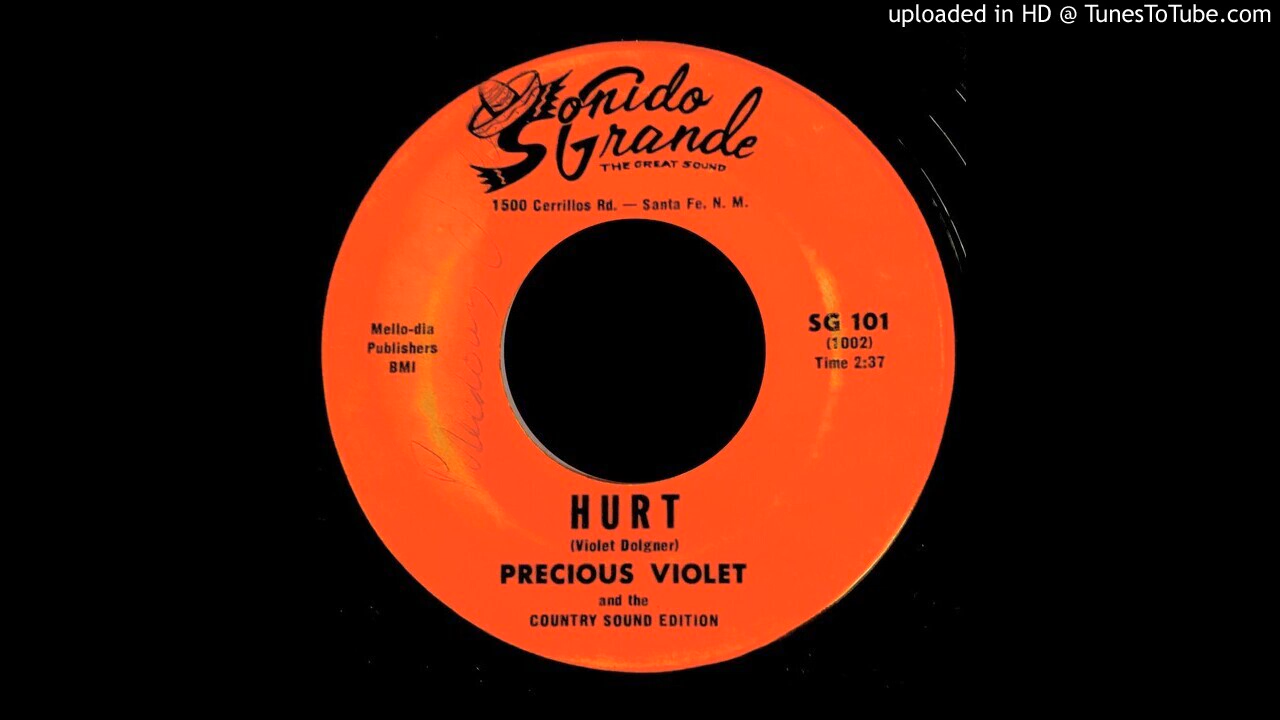 uploaded in HD @ TunesToTube.com
Sonido
Grande
THE GREAT SOUND
1500 Cerrillos Rd. — Santa Fe, N. M.
Mello-dia
Publishers
BMI
SG 101
(1002)
Time 2:37
HURT
(Violet Dolgner)
PRECIOUS VIOLET
and the
COUNTRY SOUND EDITION